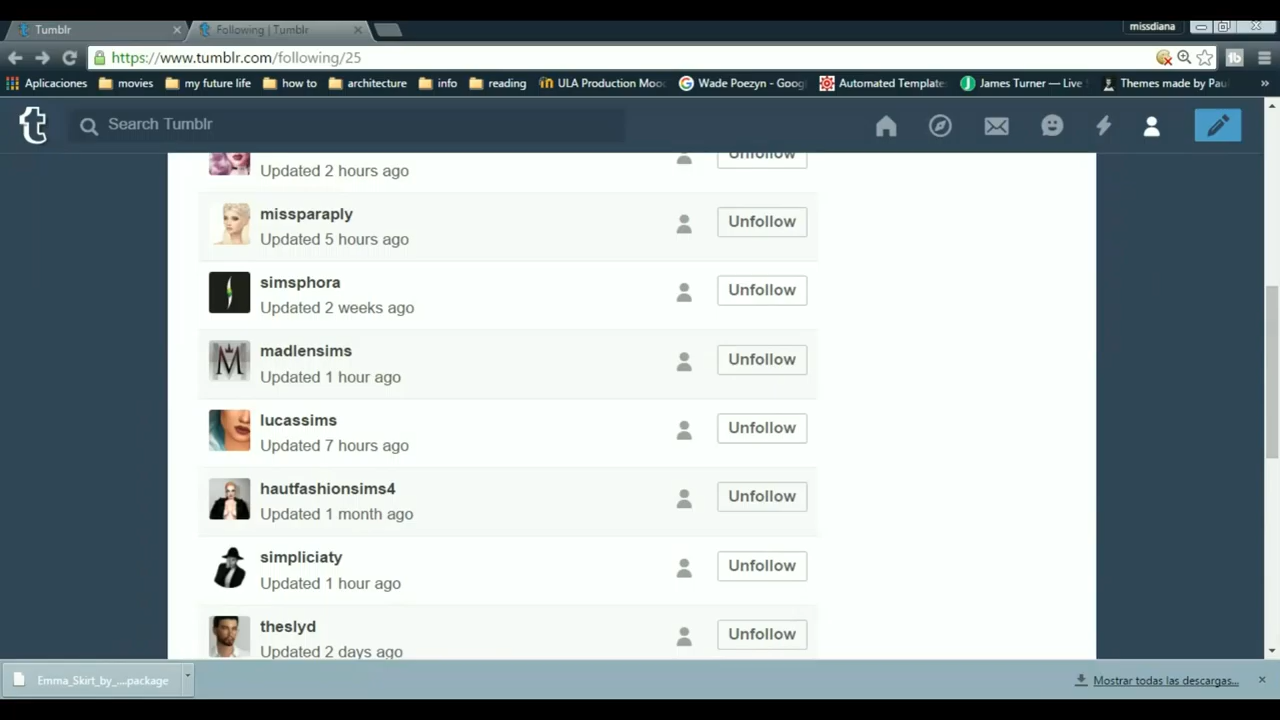 Tumblr
Following | Tumblr
missdiana
https://www.tumblr.com/following/25
Aplicaciones
movies
my future life
how to
architecture
info
reading
ULA Production Moo
Wade Poezyn - Goog
Automated Template
James Turner — Live
Themes made by Pau
Search Tumblr
Updated 2 hours ago
Unfollow
missparaply
Updated 5 hours ago
Unfollow
simsphora
Updated 2 weeks ago
Unfollow
madlensims
Updated 1 hour ago
Unfollow
lucassims
Updated 7 hours ago
Unfollow
hautfashionsims4
Updated 1 month ago
Unfollow
simpliciaty
Updated 1 hour ago
Unfollow
theslyd
Updated 2 days ago
Unfollow
Emma_Skirt_by_....package
Mostrar todas las descargas...